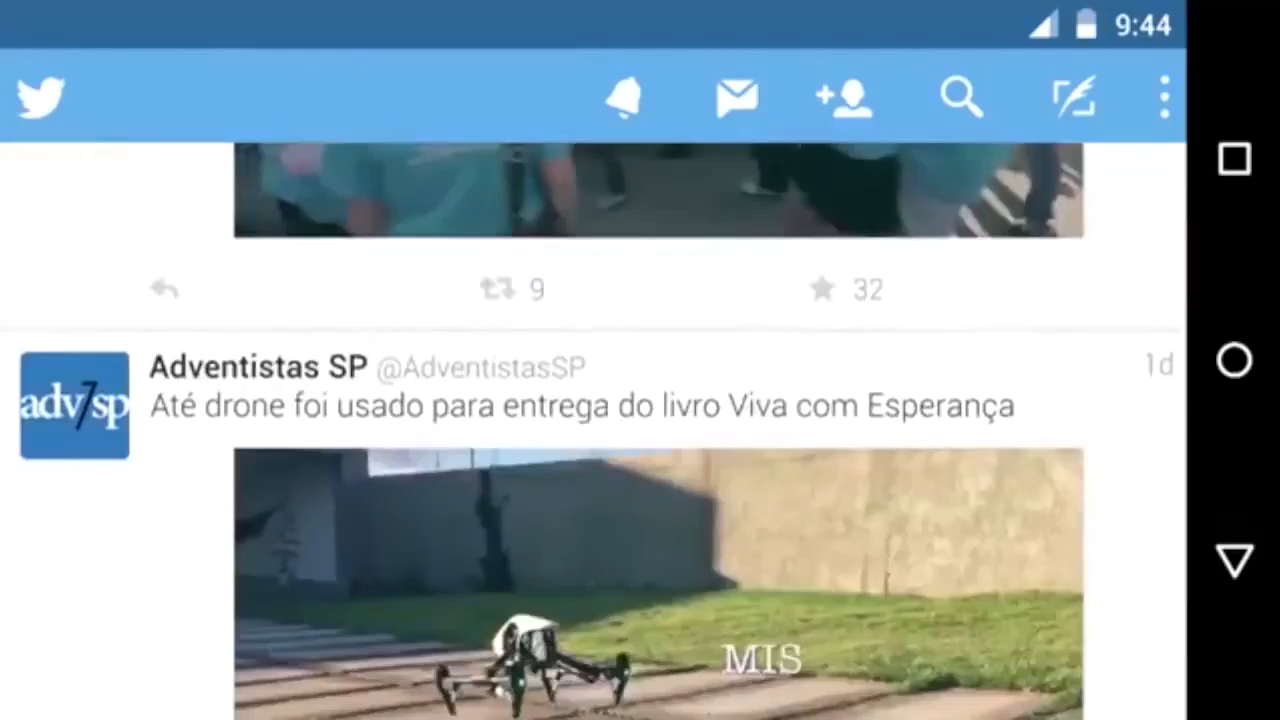 9:44
9
32
adv7sp
Adventistas SP @AdventistasSP
1d
Até drone foi usado para entrega do livro Viva com Esperança
MIS